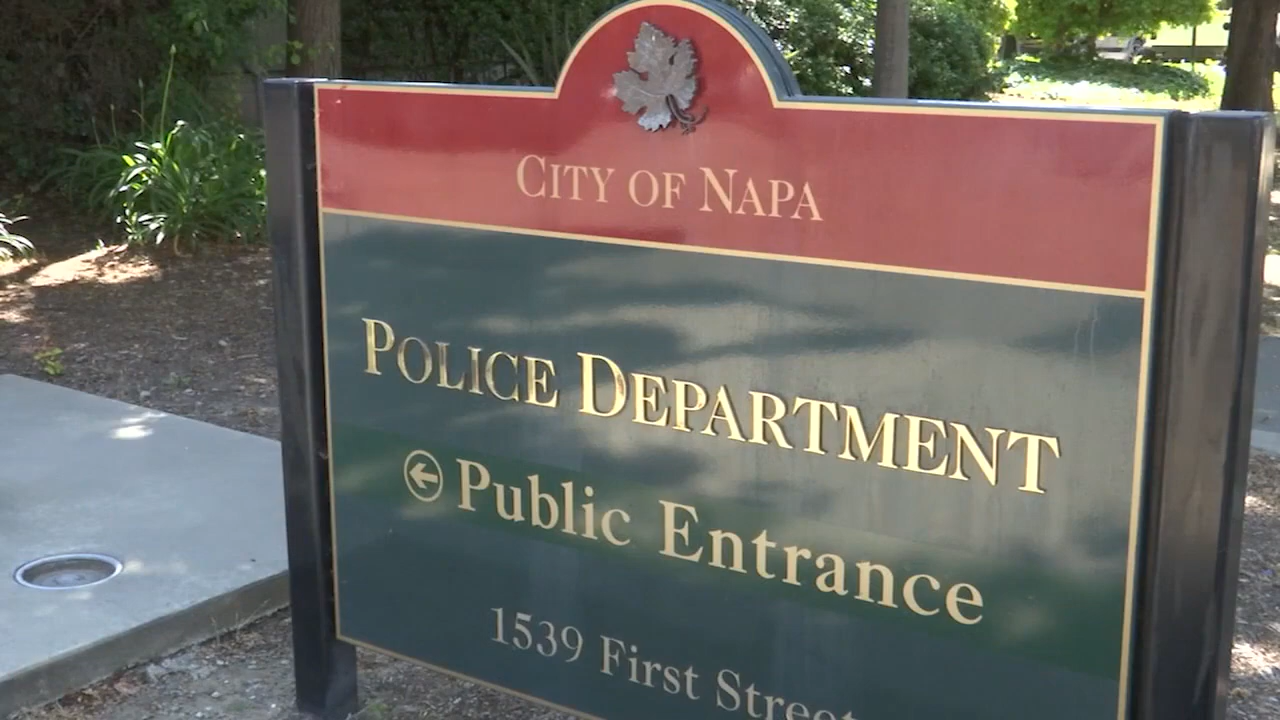 CITY OF NAPA
POLICE DEPARTMENT
Public Entrance
1539 First Street